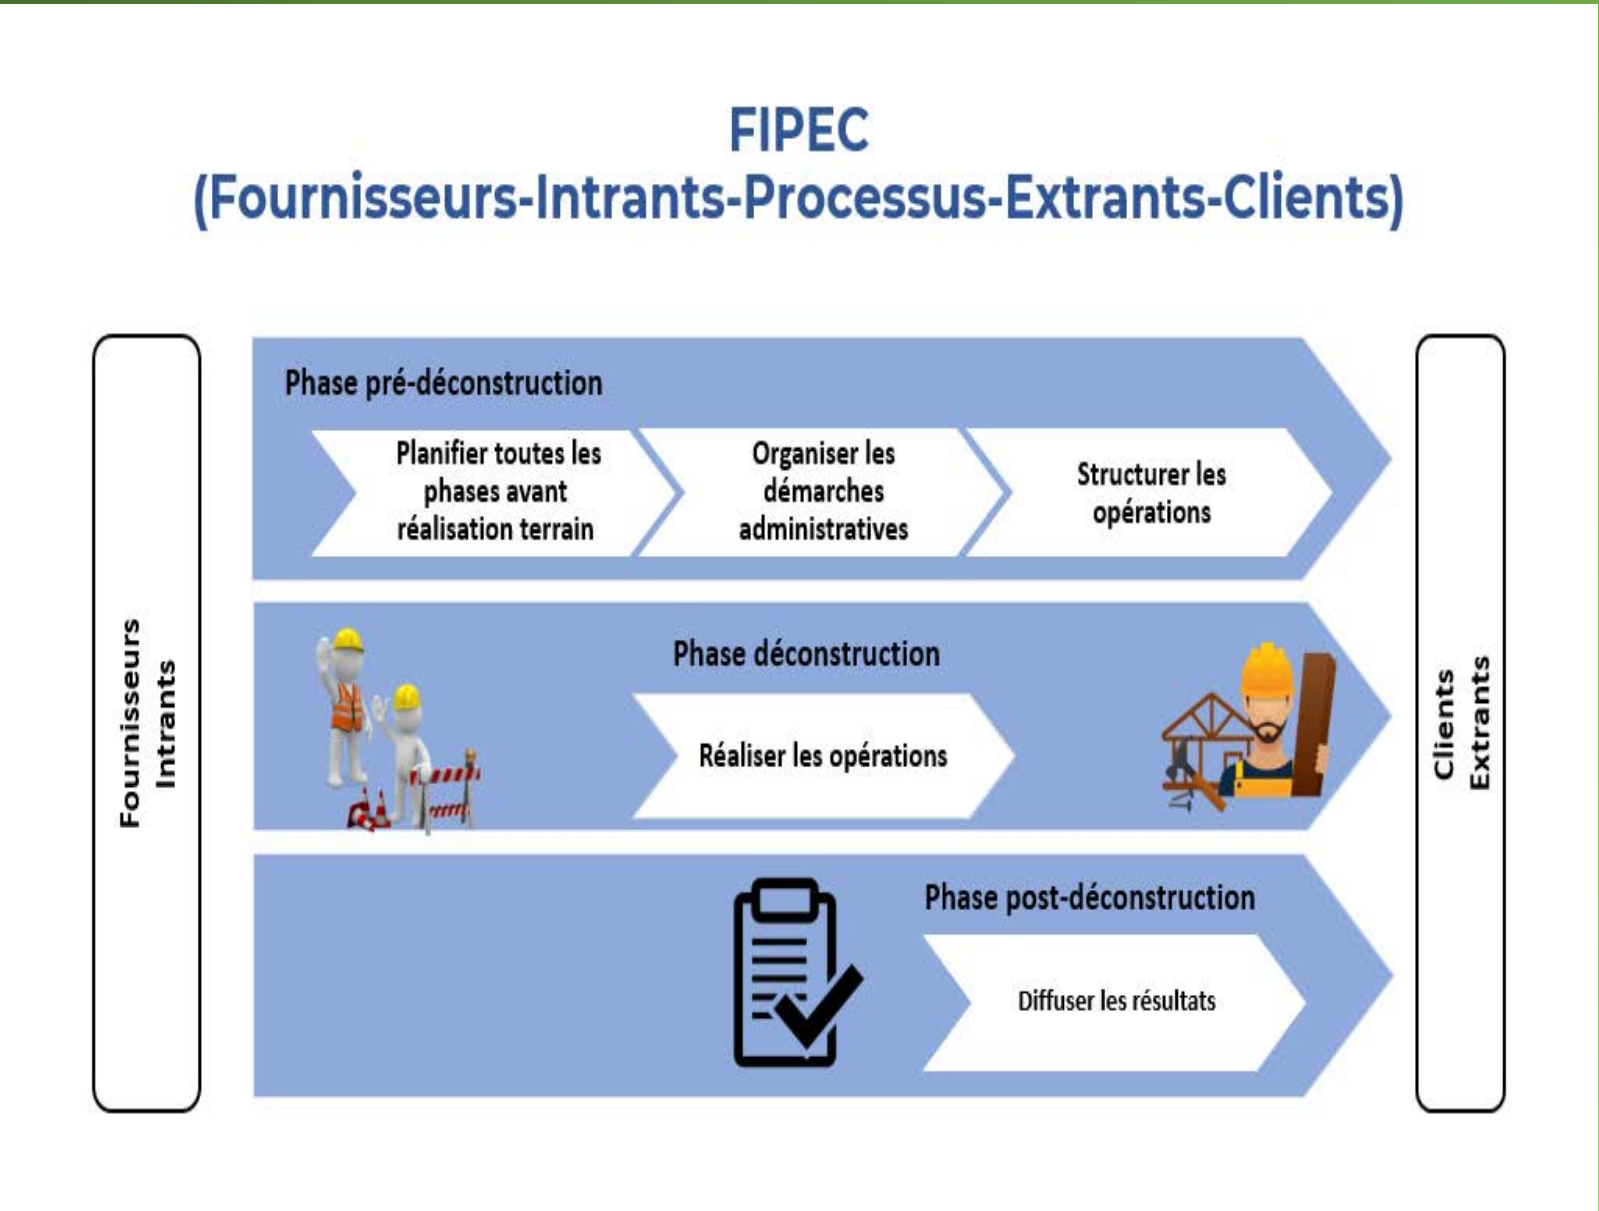 FIPEC
(Fournisseurs-Intrants-Processus-Extrants-Clients)
Fournisseurs
Intrants
Phase pré-déconstruction
Planifier toutes les
phases avant
réalisation terrain
Organiser les
démarches
administratives
Structurer les
opérations
Phase déconstruction
Réaliser les opérations
Phase post-déconstruction
Diffuser les résultats
Clients
Extrants